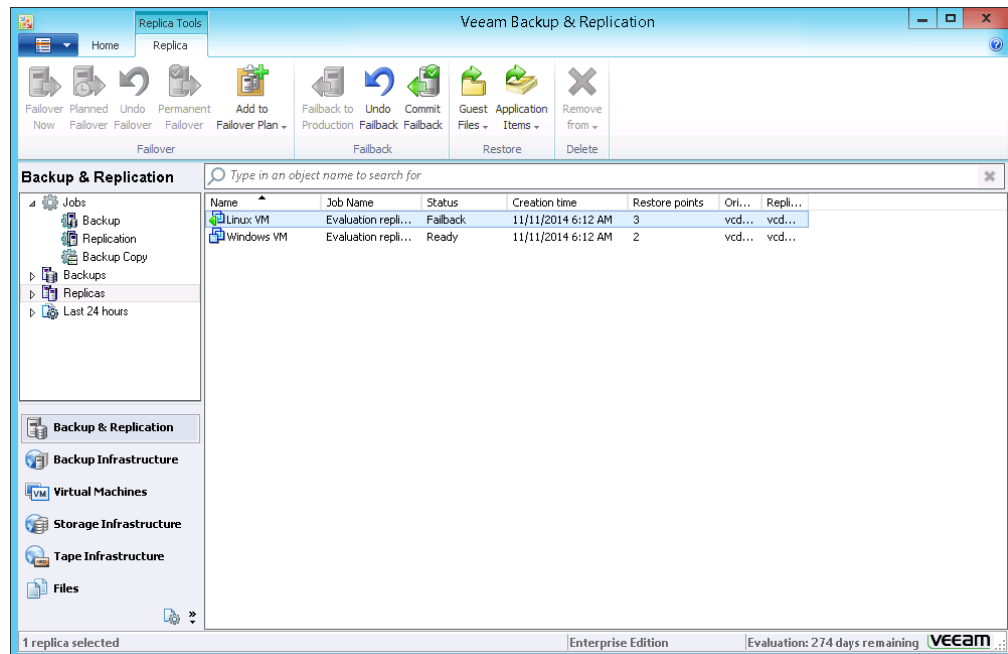 Replica Tools
Veeam Backup & Replication
Home
Replica
Failover Now
Planned Failover
Undo Failover
Permanent Failover
Add to Failover Plan
Failback to Production
Undo Failback
Commit Failback
Guest Files
Application Items
Remove from
Failover
Failback
Restore
Delete
Backup & Replication
Type in an object name to search for
Jobs
Backup
Replication
Backup Copy
Backups
Replicas
Last 24 hours
Name Job Name Status Creation time Restore points Ori... Repli...
Linux VM Evaluation repli... Failback 11/11/2014 6:12 AM 3 vcd... vcd...
Windows VM Evaluation repli... Ready 11/11/2014 6:12 AM 2 vcd... vcd...
Backup & Replication
Backup Infrastructure
VM
Virtual Machines
Storage Infrastructure
Tape Infrastructure
Files
1 replica selected
Enterprise Edition
Evaluation: 274 days remaining
veeam